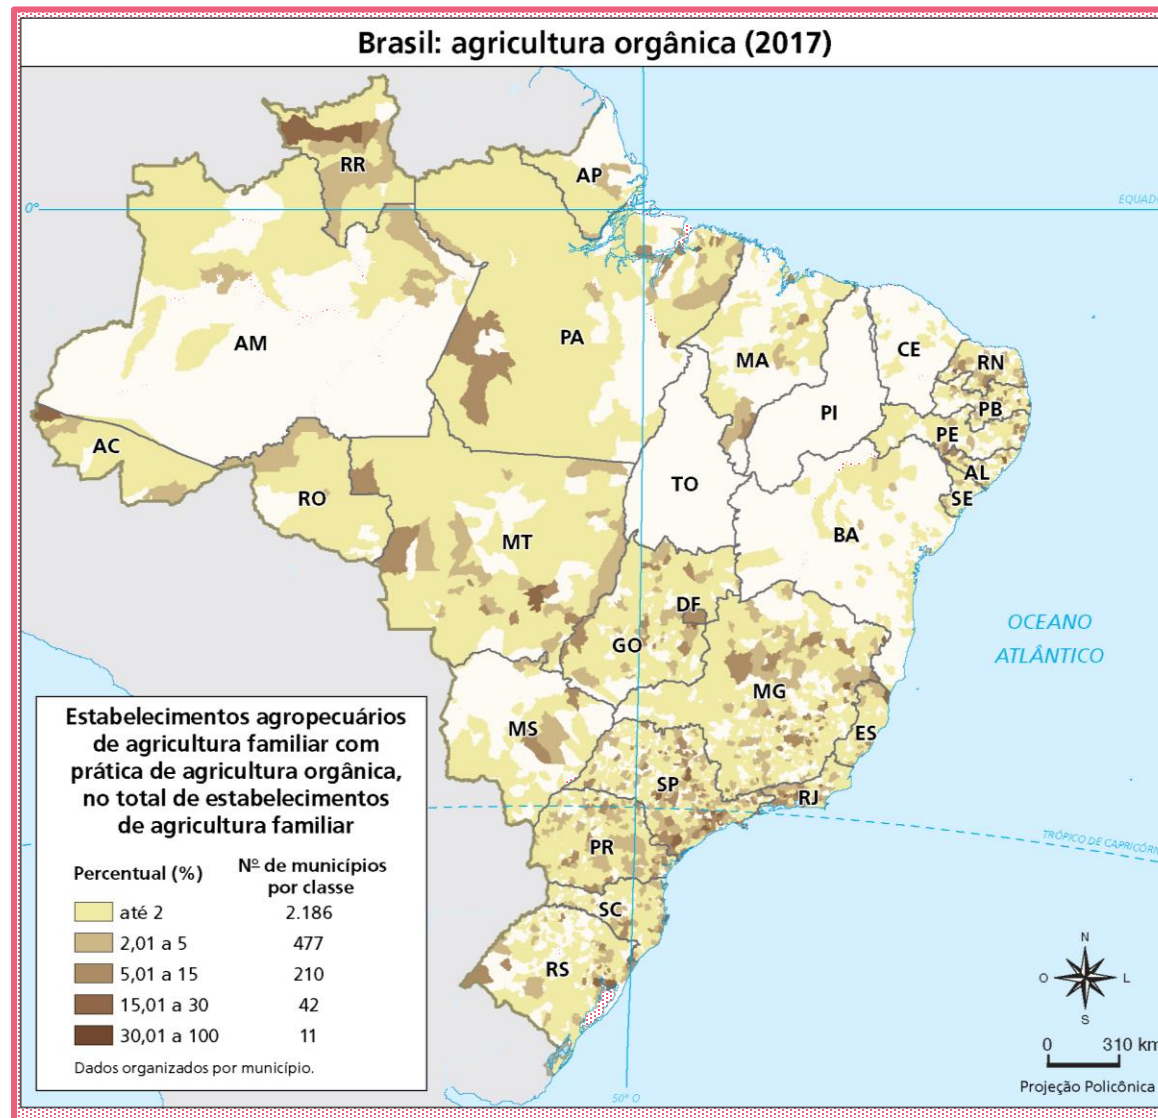 Brasil: agricultura orgânica (2017)
RR
AP
0°
EQUADO
AM
PA
MA
CE
RN
PB
PI
PE
AL
SE
AC
RO
TO
BA
MT
DF
GO
OCEANO
ATLÂNTICO
MG
MS
ES
SP
RJ
TRÓPICO DE CAPRICÓRN
PR
SC
RS
50° O
Estabelecimentos agropecuários
de agricultura familiar com
prática de agricultura orgânica,
no total de estabelecimentos
de agricultura familiar
Percentual (%) Nº de municípios
por classe
até 2 2.186
2,01 a 5 477
5,01 a 15 210
15,01 a 30 42
30,01 a 100 11
Dados organizados por município.
N
O L
S
0 310 km
Projeção Policônica